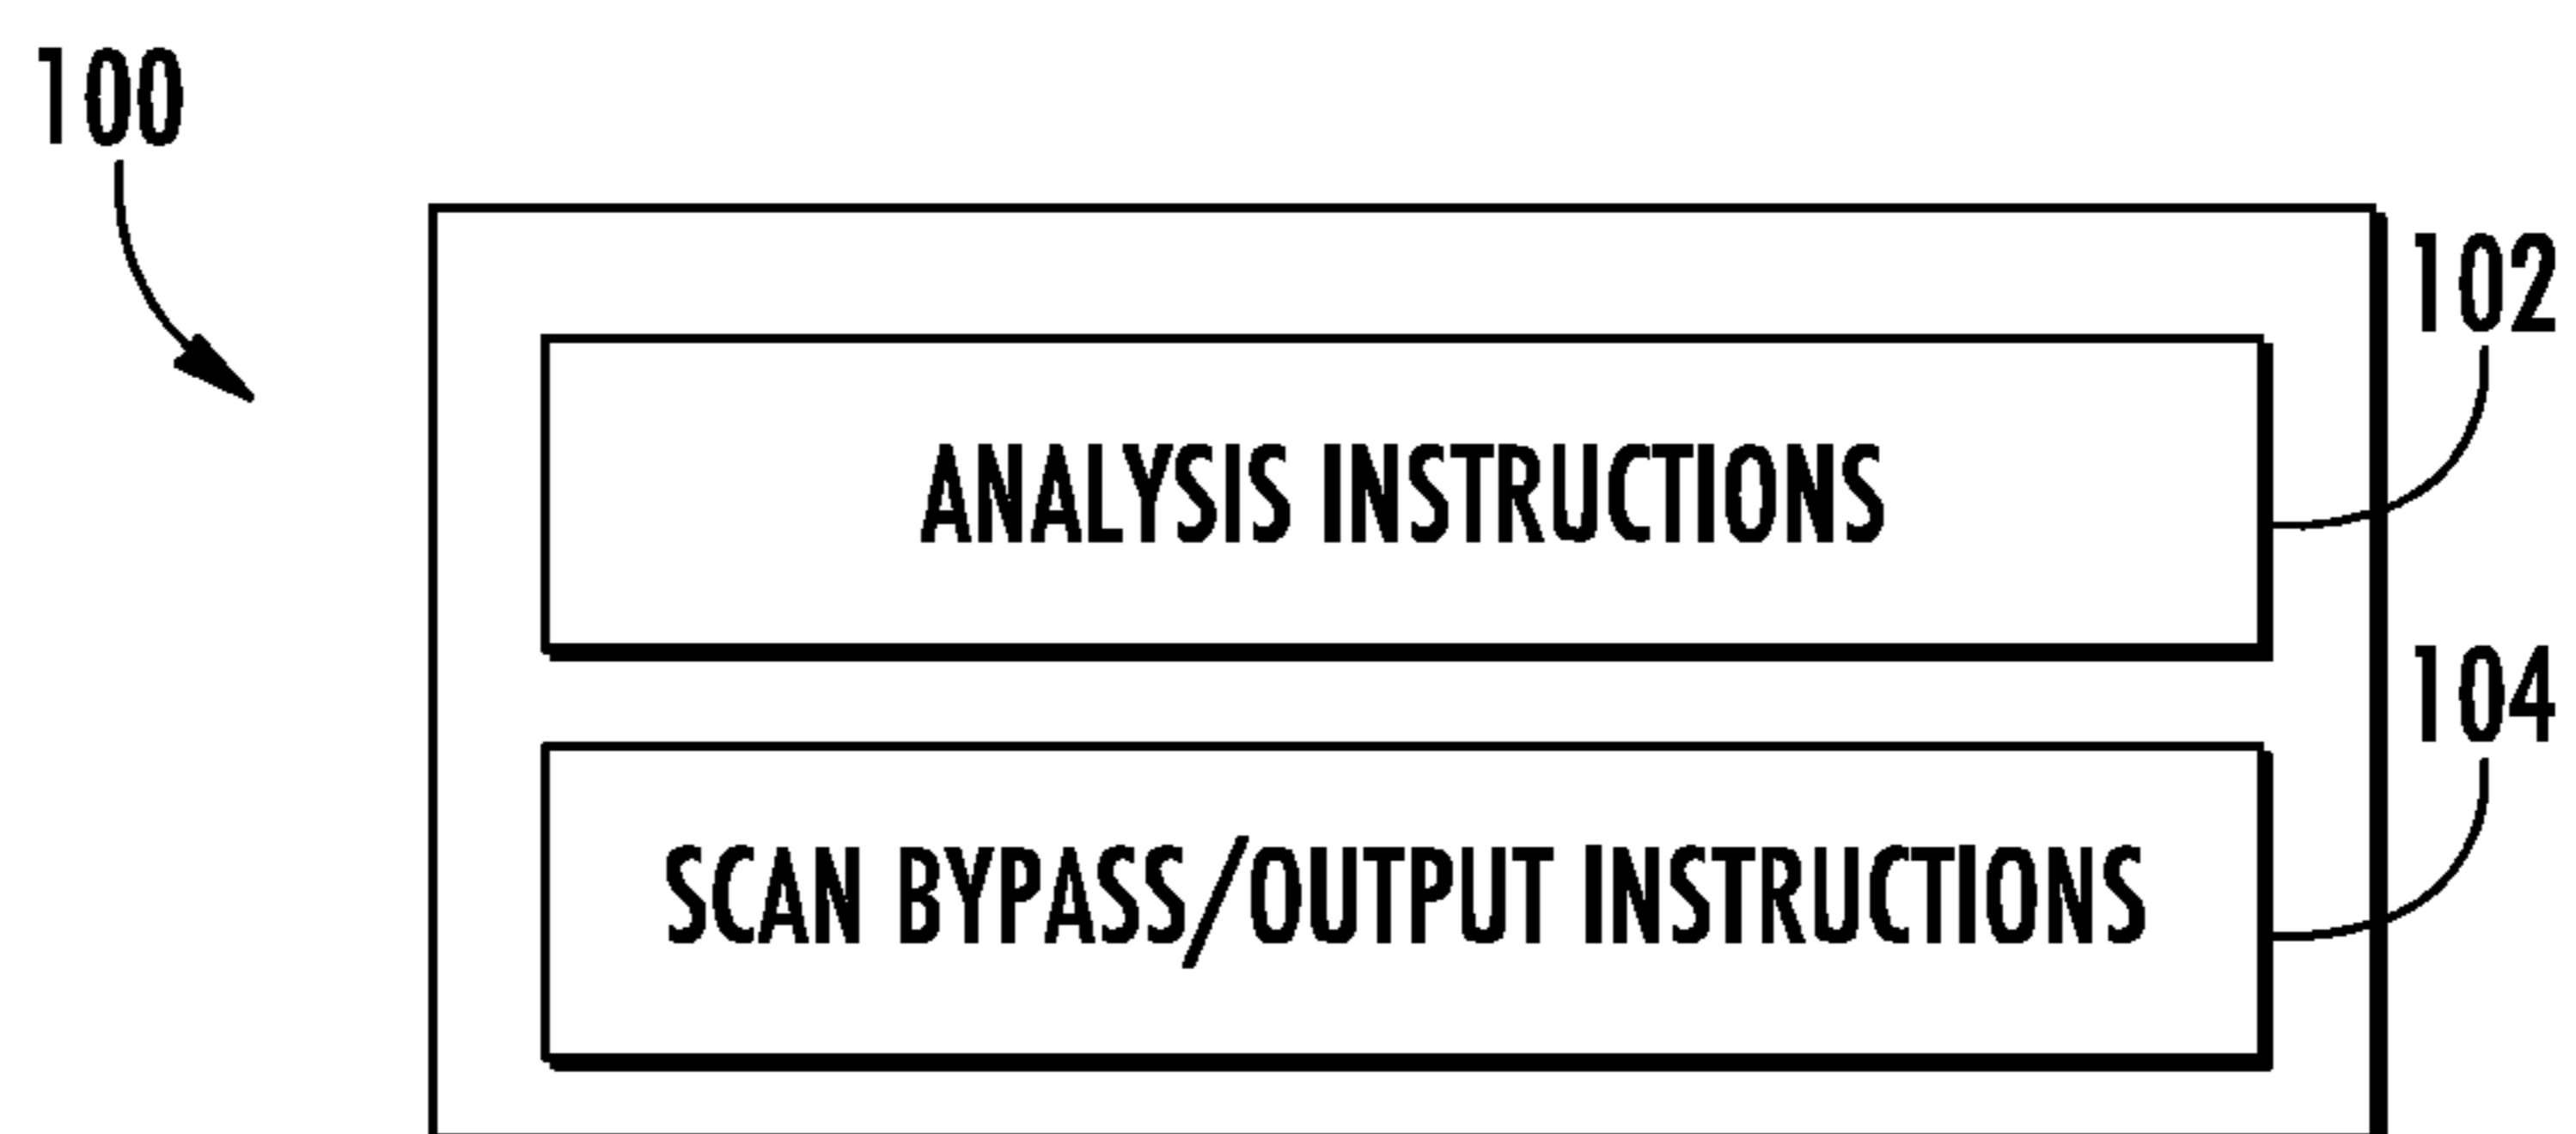 100
102
ANALYSIS INSTRUCTIONS
104
SCAN BYPASS/OUTPUT INSTRUCTIONS